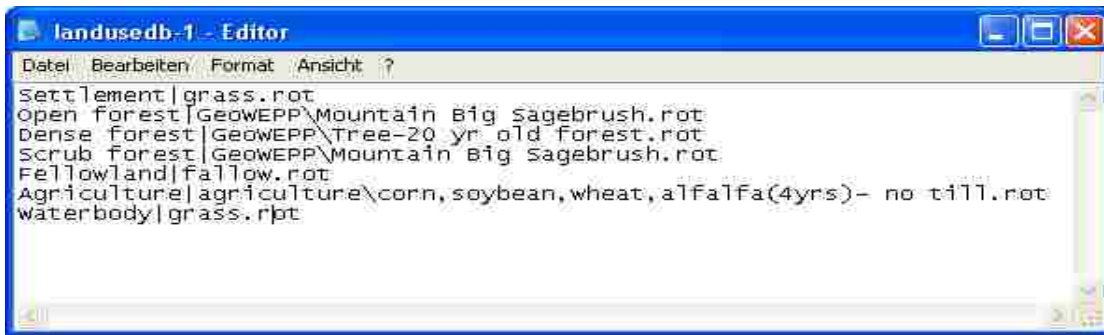 landusedb-1 - Editor
Datei Bearbeiten Format Ansicht ?
Settlement|grass.rot
Open forest|GeoWEPP\Mountain Big Sagebrush.rot
Dense forest|GeoWEPP\Tree-20 yr old forest.rot
Scrub forest|GeoWEPP\Mountain Big Sagebrush.rot
Fellowland|fallow.rot
Agriculture|agriculture\corn,soybean,wheat,alfalfa(4yrs)- no till.rot
Waterbody|grass.rot